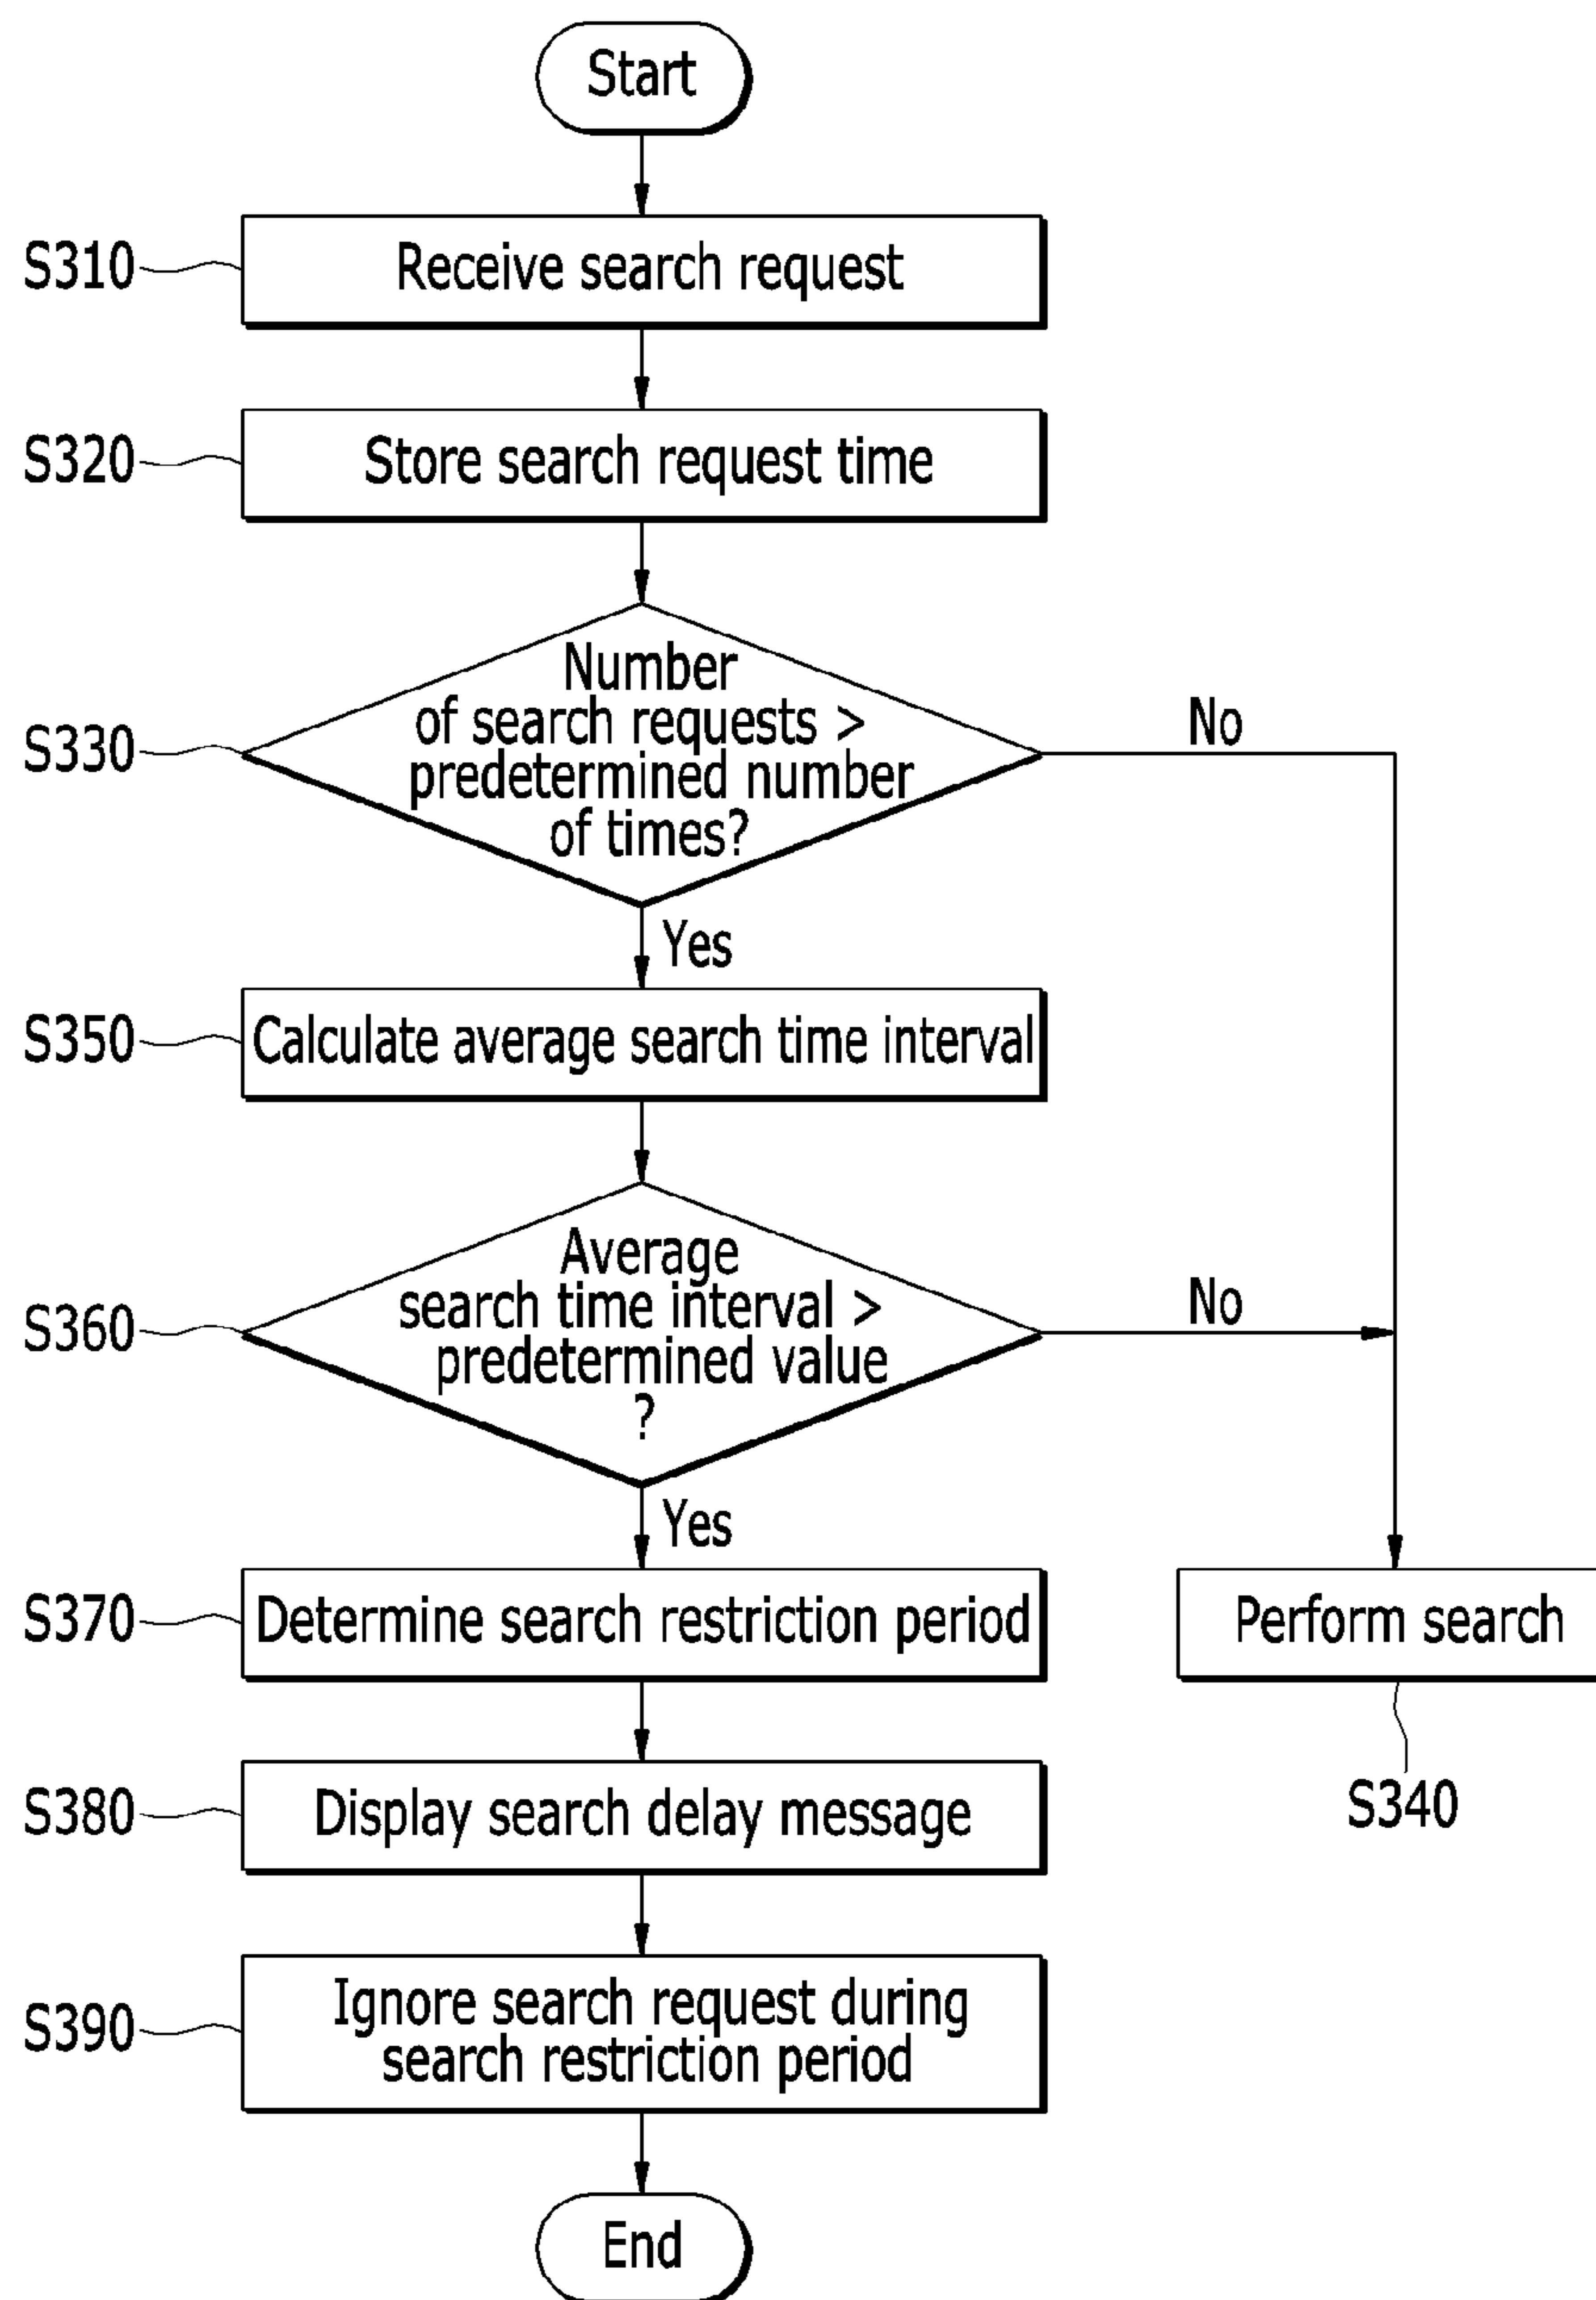 Start
S310
Receive search request
S320
Store search request time
S330
Number
of search requests >
predetermined number
of times?
No
Yes
S350
Calculate average search time interval
S360
Average
search time interval >
predetermined value
?
No
Yes
S370
Determine search restriction period
Perform search
S340
S380
Display search delay message
S390
Ignore search request during
search restriction period
End